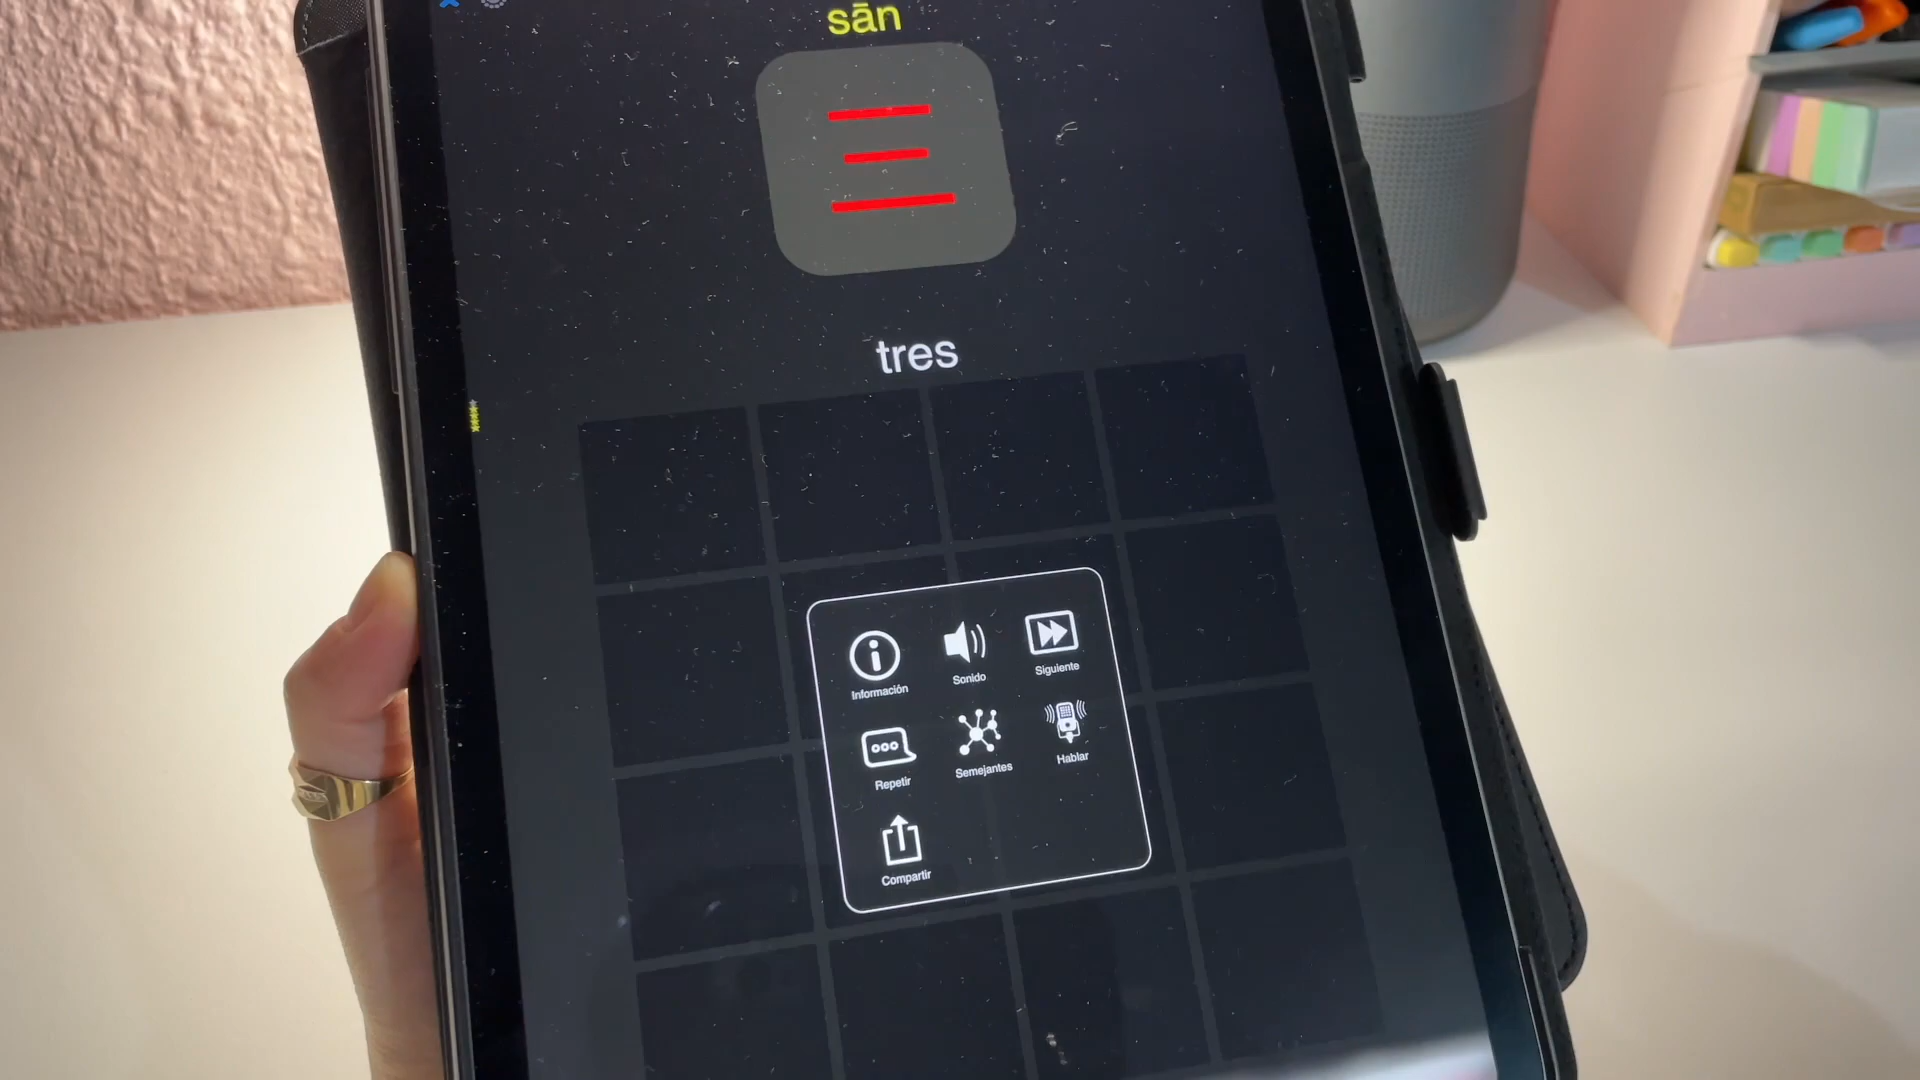 sān
三
tres
Información
Sonido
Siguiente
Repetir
Semejantes
Hablar
Compartir